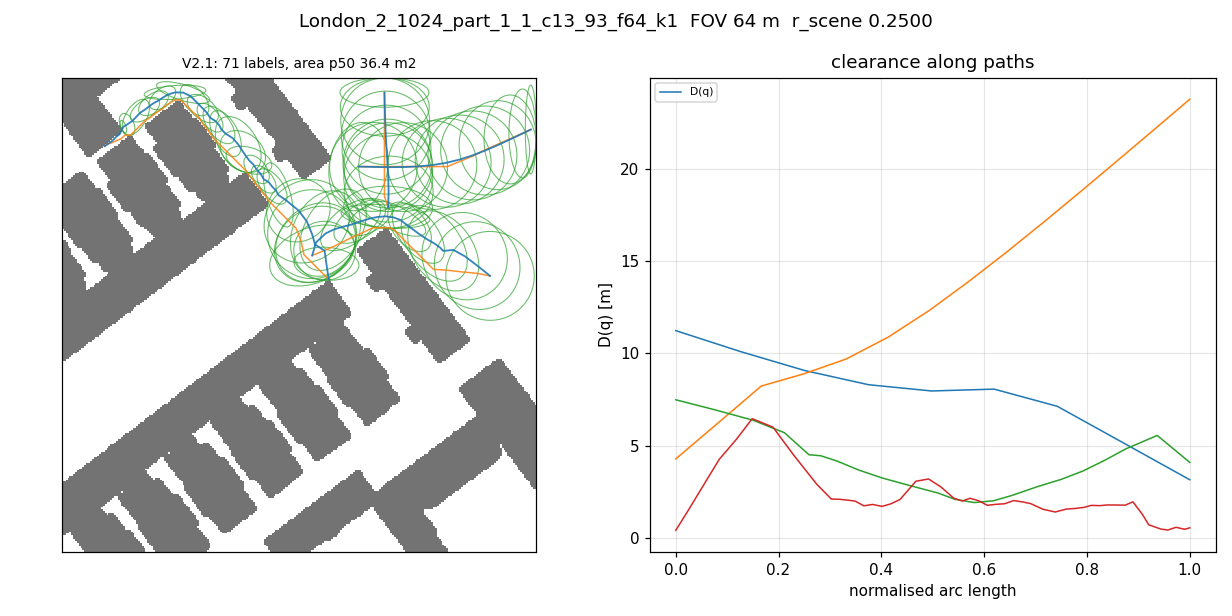 London_2_1024_part_1_1_c13_93_f64_k1  FOV 64 m  r_scene 0.2500
V2.1: 71 labels, area p50 36.4 m2
clearance along paths
D(q)
D(q) [m]
20
15
10
5
0
0.0
0.2
0.4
0.6
0.8
1.0
normalised arc length